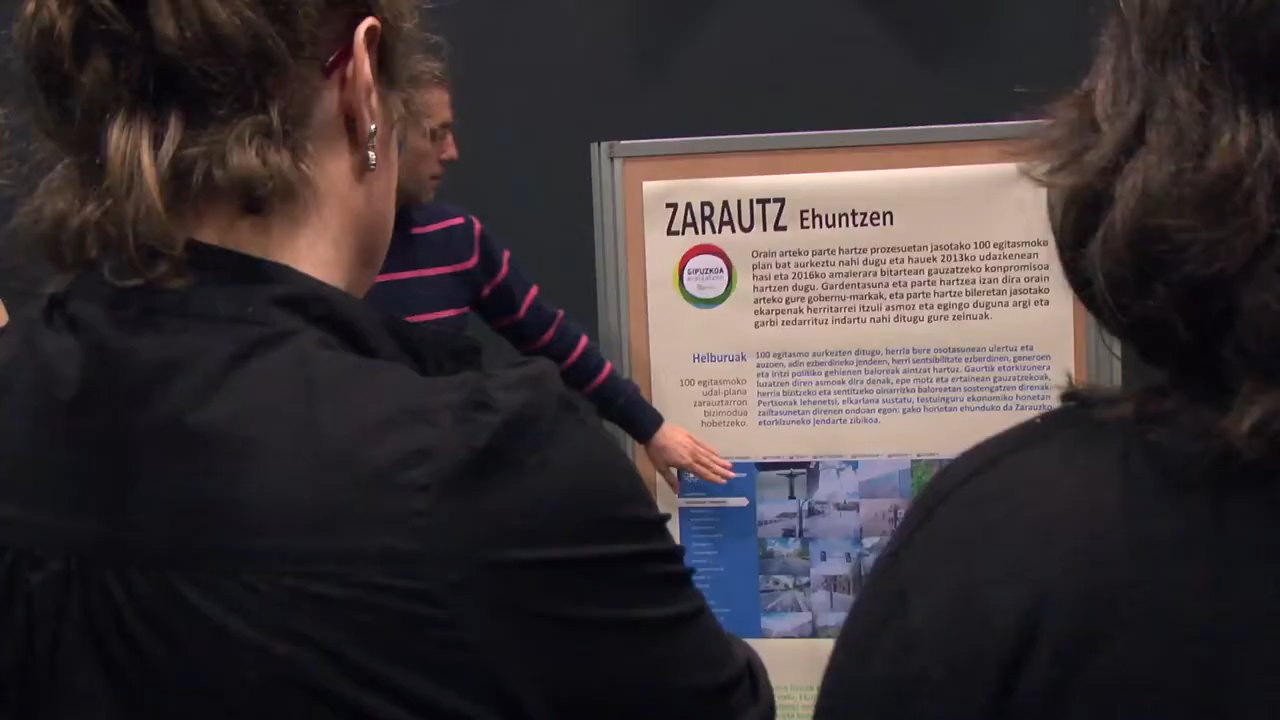 ZARAUTZ Ehuntzen
GIPUZKOA
Orain arteko parte hartze prozesuetan jasotako 100 egitasmoko
plan bat aurkeztu nahi dugu eta hauek 2013ko udazkenean
hasi eta 2016ko amaierara bitartean gauzatzeko konpromisoa
hartzen dugu. Gardentasuna eta parte hartzea izan dira orain
arteko gure gobernu-markak, eta parte hartze bileretan jasotako
ekarpenak herritarrei itzuli asmoz eta egingo duguna argi eta
garbi zedarrituz indartu nahi ditugu gure zeinuak.
Helburuak
100 egitasmoko
udal-plana
zarauztarron
bizimodua
hobetzeko.
100 egitasmo aurkezten ditugu, herria bere osotasunean ulertuz eta
auzoen, adin ezberdineko jendeen, herri sentsibilitate ezberdinen, generoen
eta iritzi politiko gehienen baloreak aintzat hartuz. Gaurtik etorkizunera
luzatzen diren asmoak dira denak, epe motz eta ertainean gauzatzekoak,
herria bizitzeko eta sentitzeko oinarrizko baloreetan sostengatzen direnak.
Pertsonak lehenetsi, elkarlana sustatu, testuinguru ekonomiko honetan
zailtasunetan direnen ondoan egon: gako horietan ehunduko da Zarauzko
etorkizuneko jendarte zibikoa.